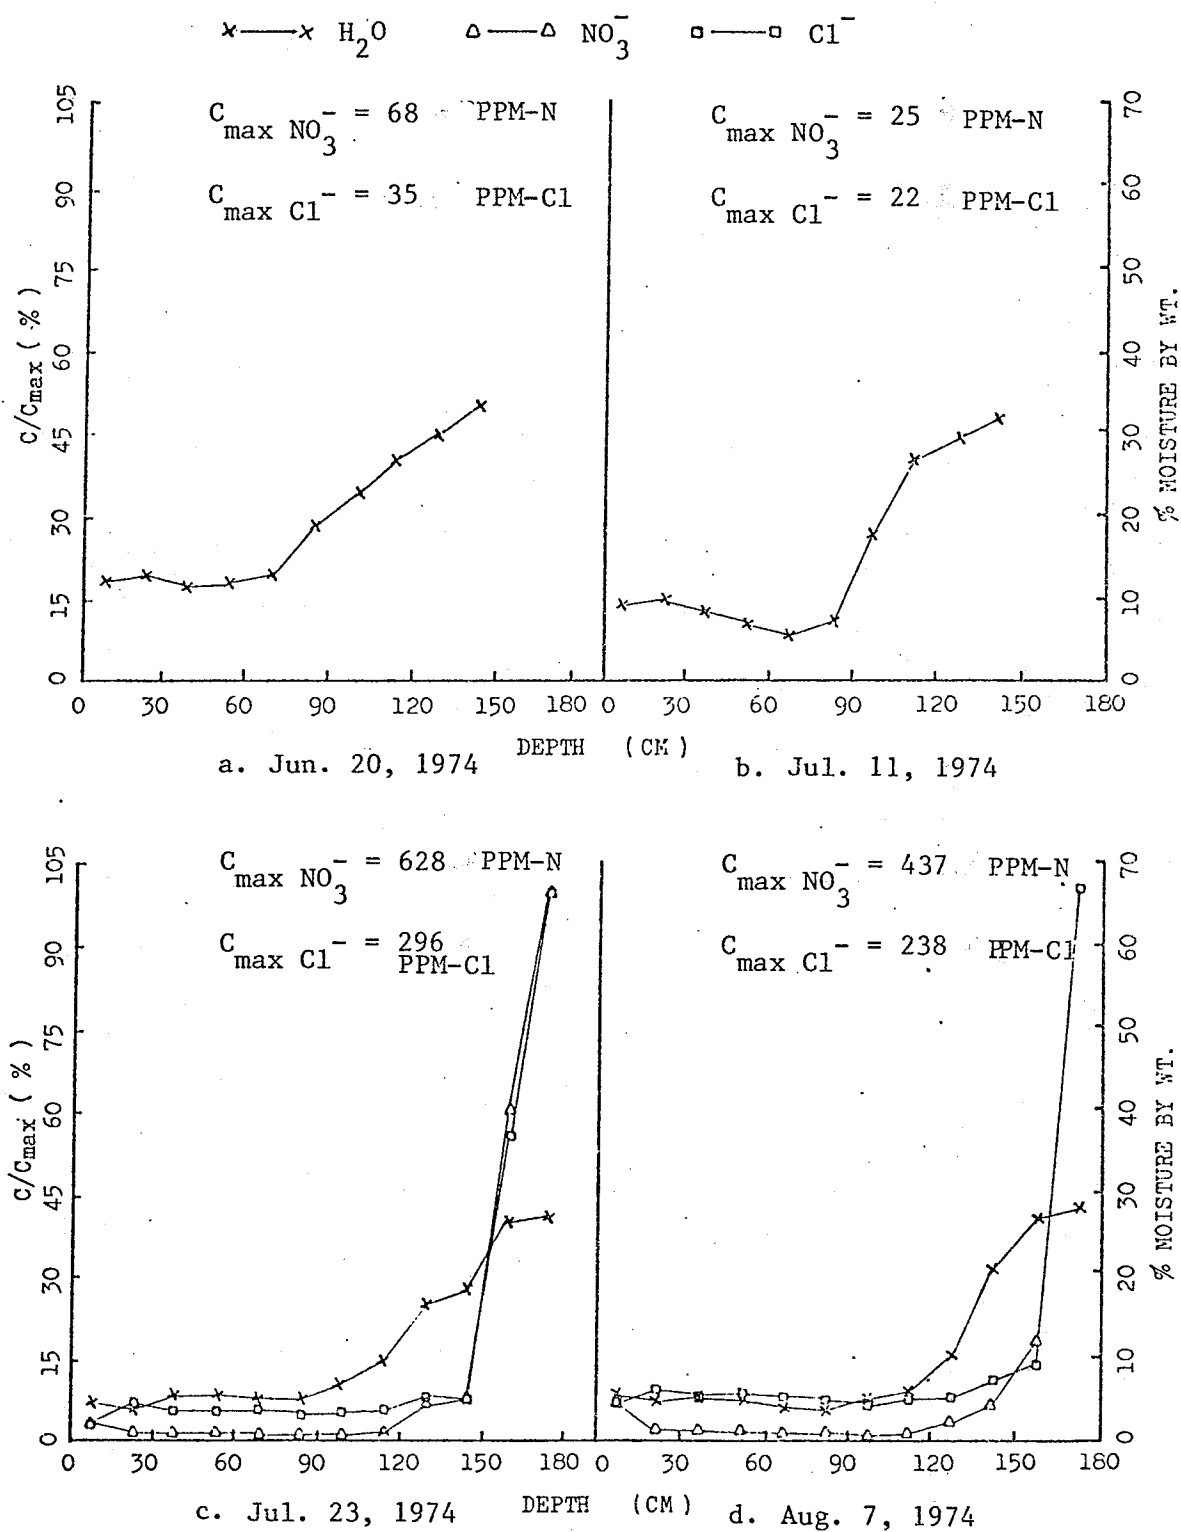 H2O NO3- Cl-
Cmax NO3- = 68 PPM-N
Cmax Cl- = 35 PPM-Cl
Cmax NO3- = 25 PPM-N
Cmax Cl- = 22 PPM-Cl
105
90
75
60
45
30
15
0
C/Cmax ( % )
70
60
50
40
30
20
10
0
% MOISTURE BY WT.
0 30 60 90 120 150 180 0 30 60 90 120 150 180
DEPTH (CM)
a. Jun. 20, 1974
b. Jul. 11, 1974
Cmax NO3- = 628 PPM-N
Cmax Cl- = 296
PPM-Cl
Cmax NO3- = 437 PPM-N
Cmax Cl- = 238 PPM-Cl
105
90
75
60
45
30
15
0
C/Cmax ( % )
70
60
50
40
30
20
10
0
% MOISTURE BY WT.
0 30 60 90 120 150 180 0 30 60 90 120 150 180
DEPTH (CM)
c. Jul. 23, 1974
d. Aug. 7, 1974